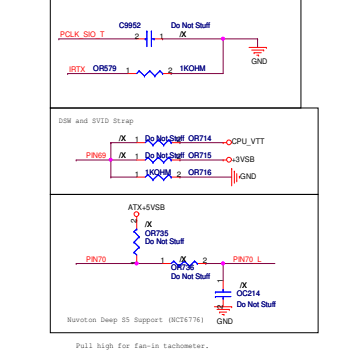 C9952 Do Not Stuff
PCLK_SIO_T 2 1 /X
GND
IRTX OR579 1 2 1KOHM
DSW and SVID Strap
/X 1 Do Not Stuff OR714 CPU_VTT
PIN69 /X 1 Do Not Stuff OR715 +3VSB
1 1KOHM 2 OR716 GND
ATX+5VSB
2 /X
OR735
Do Not Stuff
PIN70 1 1 2 PIN70_L
OR736 /X
Do Not Stuff
/X
OC214
Do Not Stuff
GND
Nuvoton Deep S5 Support (NCT6776)
Pull high for fan-in tachometer.